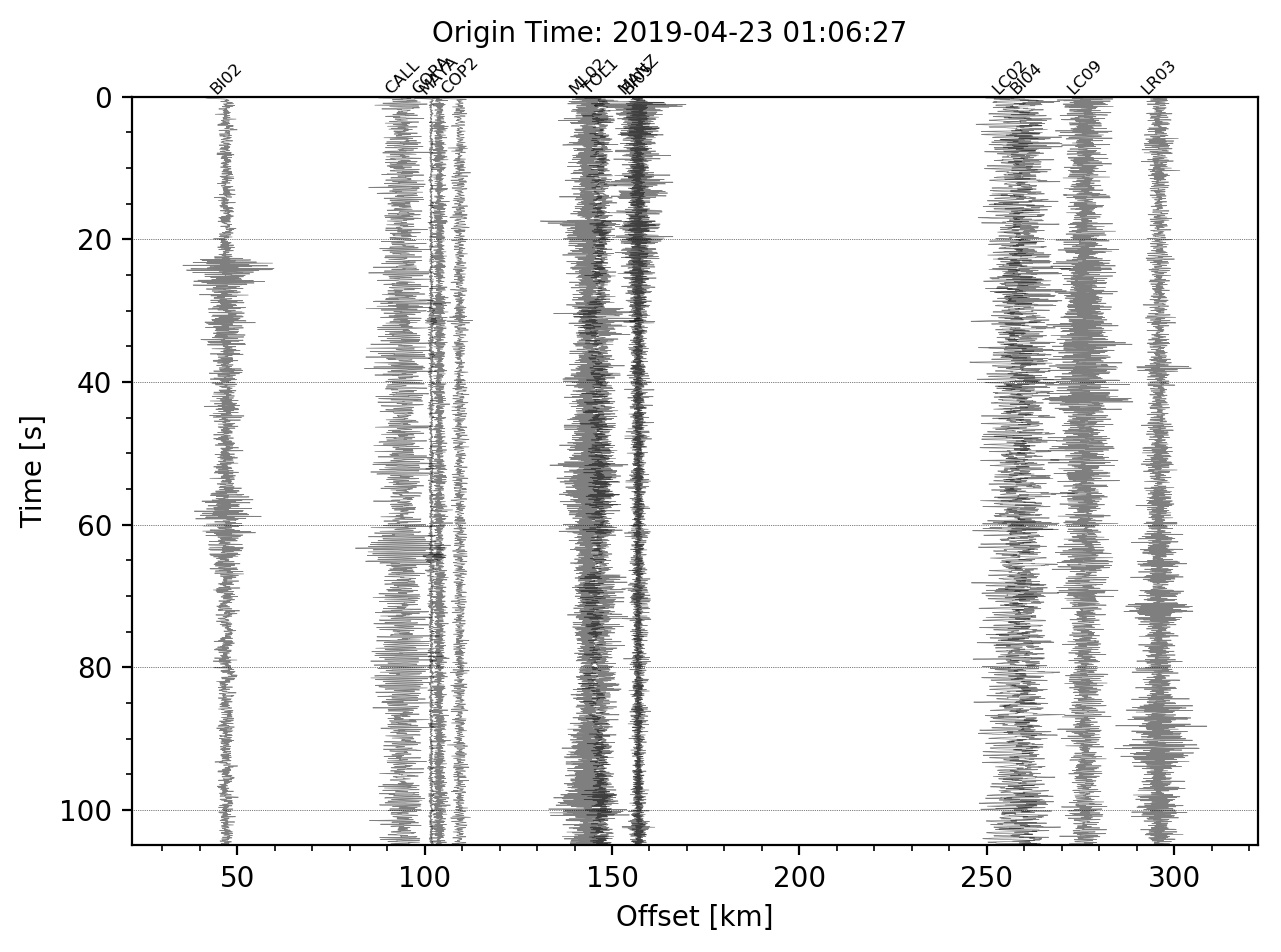 Origin Time: 2019-04-23 01:06:27
BI02 CALL CORA MAYA COP2 ML02 TOL1 LC02 BI04 LC09 LR03
0
20
40
60
80
100
Time [s]
50 100 150 200 250 300
Offset [km]